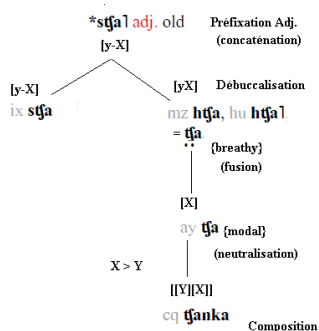 *stʃa˥ adj. old Préfixation Adj.
[y-X] (concaténation)
[y-X] [yX] Débuccalisation
ix stʃa mz htʃa, hu htʃa˥.
= tʃa̤ {breathy}
(fusion)
[X]
ay tʃa {modal}
(neutralisation)
X > Y [[Y][X]]
cq tʃanka
Composition